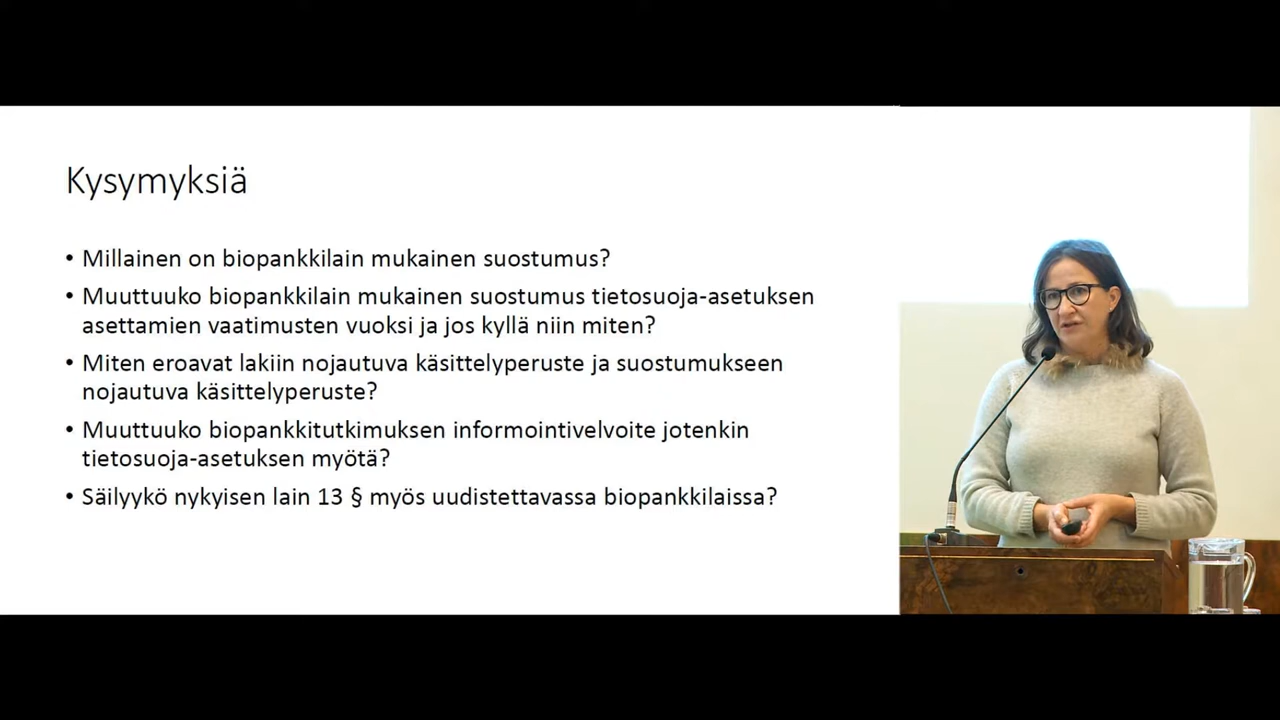 Kysymyksiä
• Millainen on biopankkilain mukainen suostumus?
• Muuttuuko biopankkilain mukainen suostumus tietosuoja-asetuksen
asettamien vaatimusten vuoksi ja jos kyllä niin miten?
• Miten eroavat lakiin nojautuva käsittelyperuste ja suostumukseen
nojautuva käsittelyperuste?
• Muuttuuko biopankkitutkimuksen informointivelvoite jotenkin
tietosuoja-asetuksen myötä?
• Säilyykö nykyisen lain 13 § myös uudistettavassa biopankkilaissa?